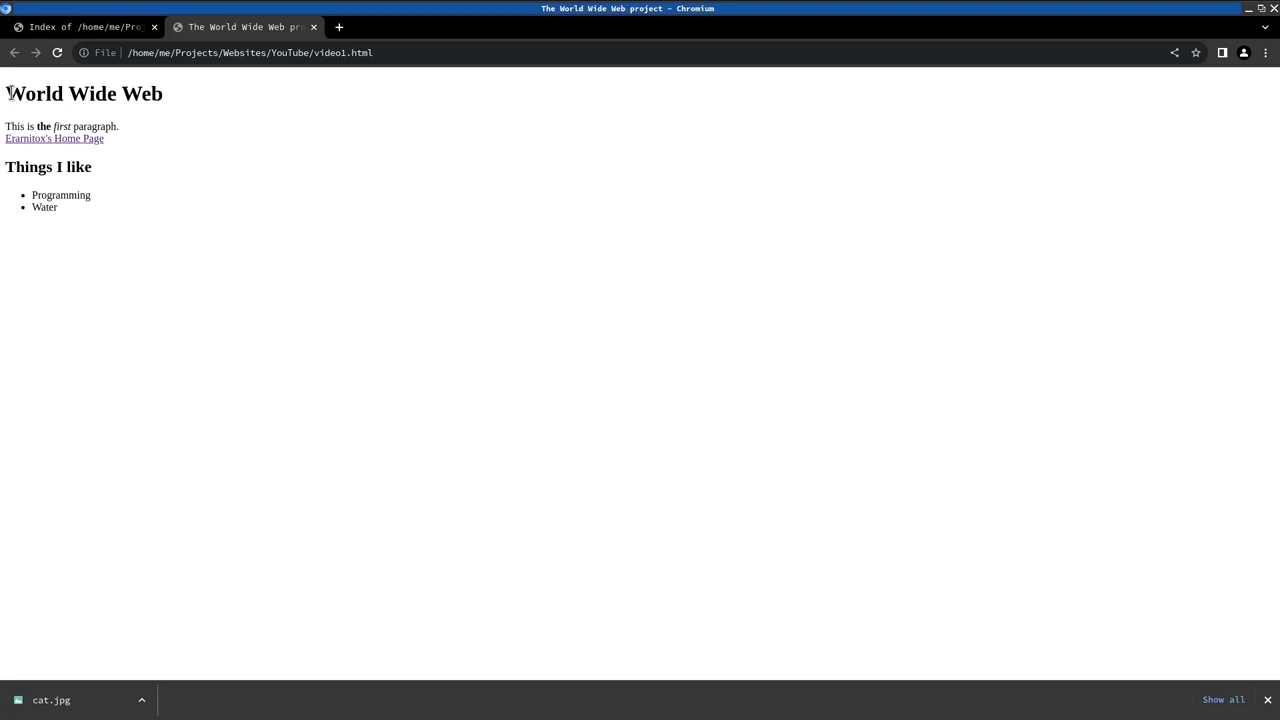 The World Wide Web project - Chromium
Index of /home/me/Proj
The World Wide Web pro
File
/home/me/Projects/Websites/YouTube/video1.html
World Wide Web
This is the first paragraph.
Erarnitox's Home Page
Things I like
• Programming
• Water
cat.jpg
Show all